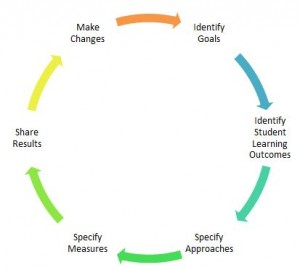 Make
Changes
Identify
Goals
Identify
Student
Learning
Outcomes
Specify
Approaches
Specify
Measures
Share
Results